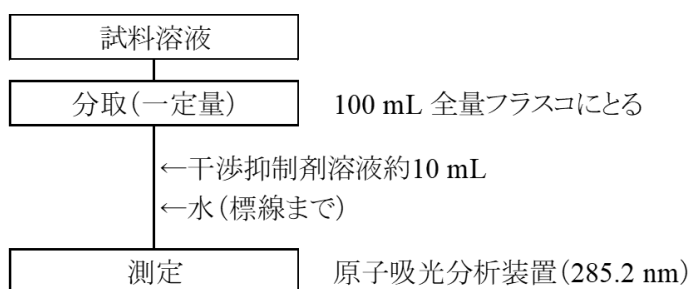 試料溶液
分取(一定量) 100 mL 全量フラスコにとる
←干渉抑制剤溶液約10 mL
←水(標線まで)
測定 原子吸光分析装置(285.2 nm)